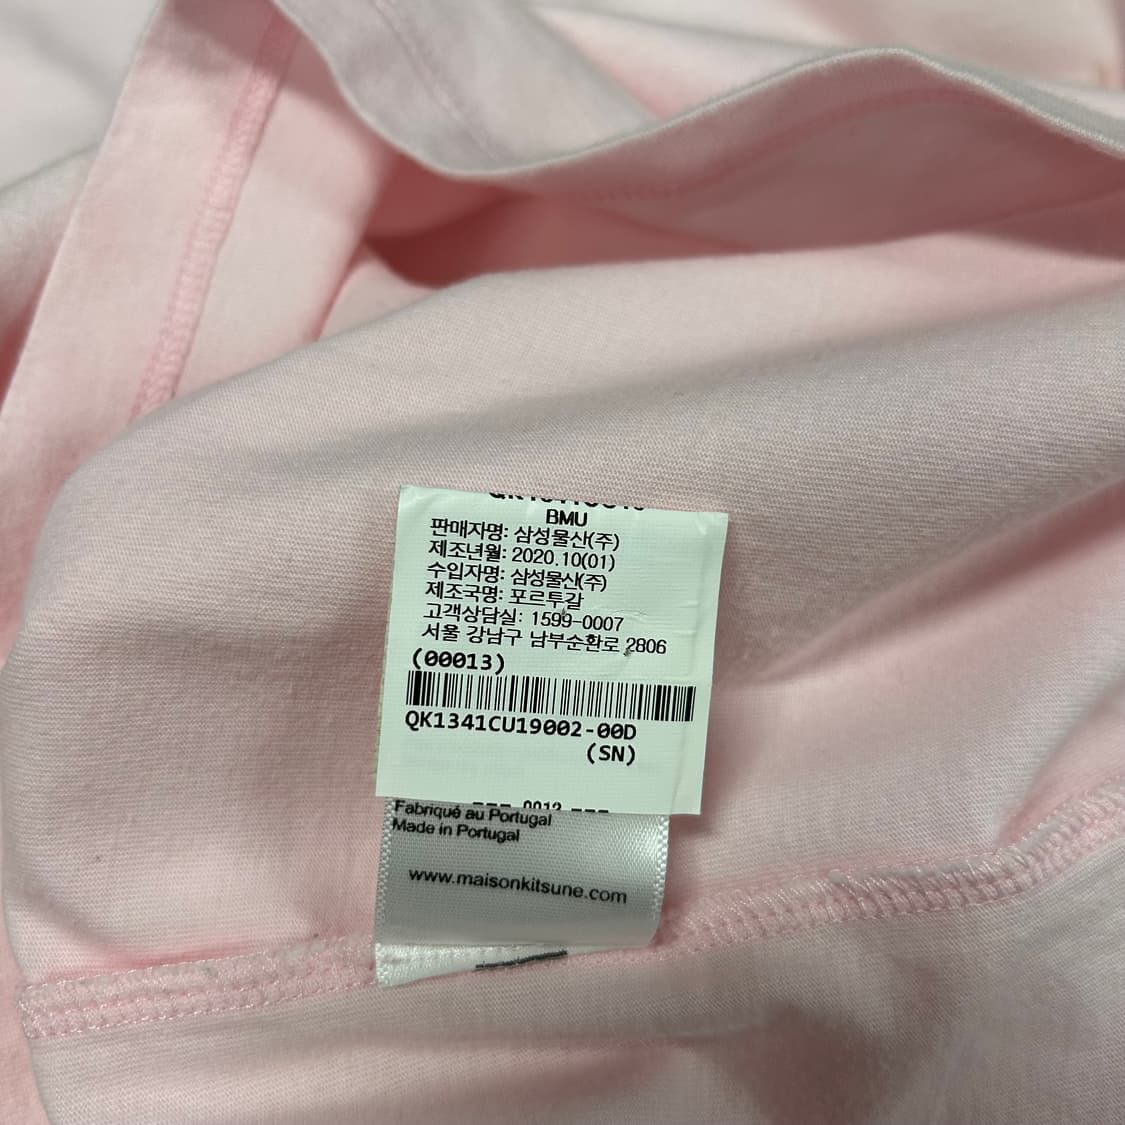 BMU
판매자명: 삼성물산(주)
제조년월: 2020.10(01)
수입자명: 삼성물산(주)
제조국명: 포르투갈
고객상담실: 1599-0007
서울 강남구 남부순환로 2806
(00013)
QK1341CU19002-00D
(SN)
Fabriqué au Portugal
Made in Portugal
www.maisonkitsune.com